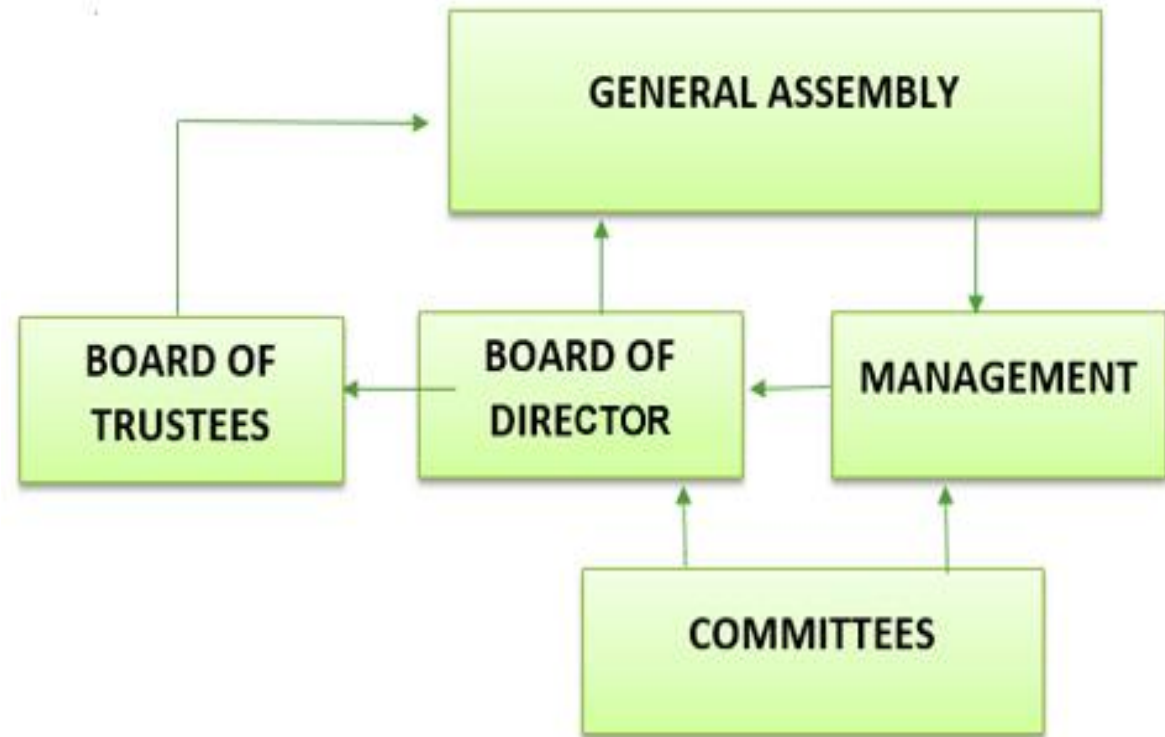 GENERAL ASSEMBLY
BOARD OF
TRUSTEES
BOARD OF
DIRECTOR
MANAGEMENT
COMMITTEES